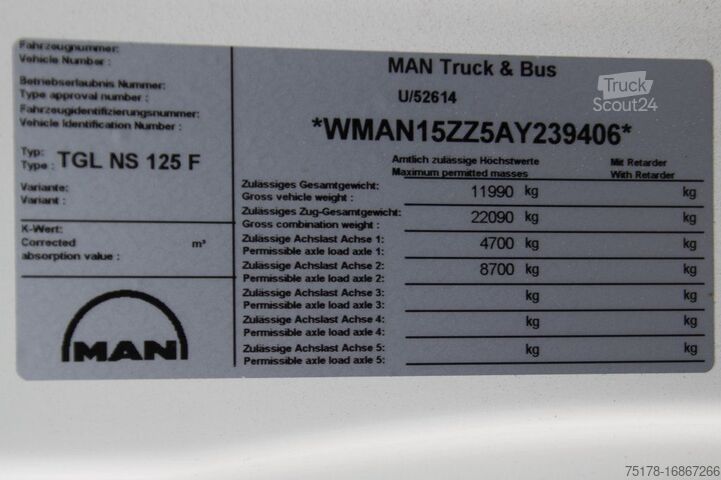 Fahrzeugnummer:
Vehicle Number :
Betriebserlaubnis Nummer:
Type approval number :
Fahrzeugidentifizierungsnummer:
Vehicle Identification Number :
MAN Truck & Bus
U/52614
*WMAN15ZZ5AY239406*
Truck
Scout24
Typ:
Type : TGL NS 125 F
Variante:
Variant :
K-Wert:
Corrected m³
absorption value :
MAN
Amtlich zulässige Höchstwerte Mit Retarder
Maximum permitted masses With Retarder
Zulässiges Gesamtgewicht:
Gross vehicle weight : 11990 kg kg
Zulässiges Zug-Gesamtgewicht:
Gross combination weight : 22090 kg kg
Zulässige Achslast Achse 1:
Permissible axle load axle 1: 4700 kg kg
Zulässige Achslast Achse 2:
Permissible axle load axle 2: 8700 kg kg
Zulässige Achslast Achse 3:
Permissible axle load axle 3: kg kg
Zulässige Achslast Achse 4:
Permissible axle load axle 4: kg kg
Zulässige Achslast Achse 5:
Permissible axle load axle 5: kg kg
75178-16867266